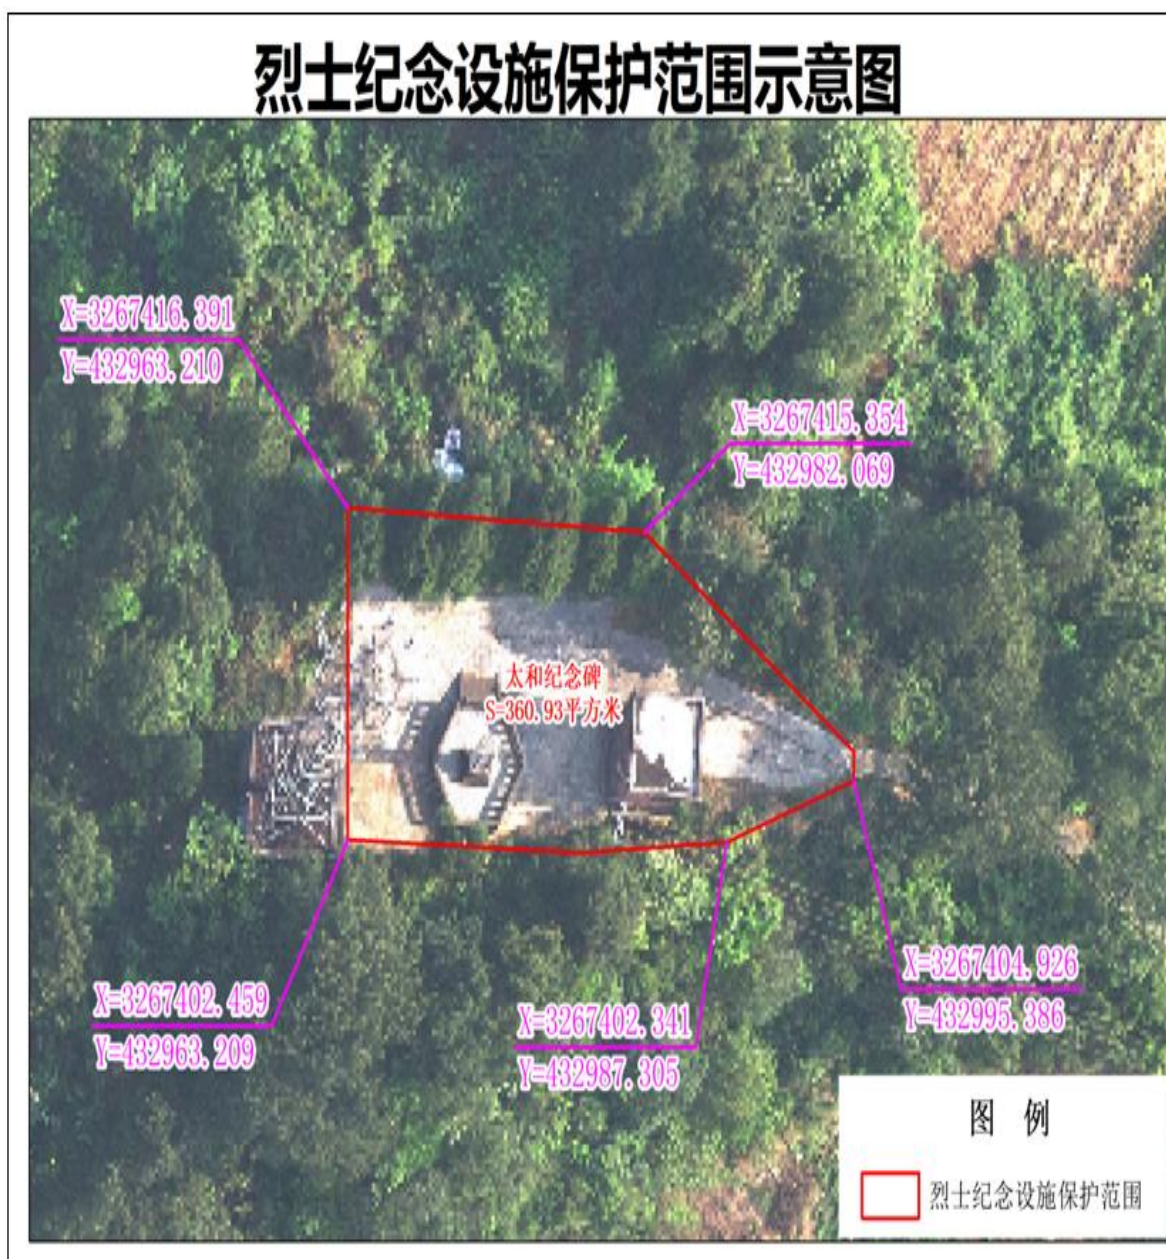 烈士纪念设施保护范围示意图
X=3267416.391
Y=432963.210
X=3267415.354
Y=432982.069
太和纪念碑
S=360.93平方米
X=3267404.926
Y=432995.386
X=3267402.459
Y=432963.209
X=3267402.341
Y=432987.305
图 例
烈士纪念设施保护范围